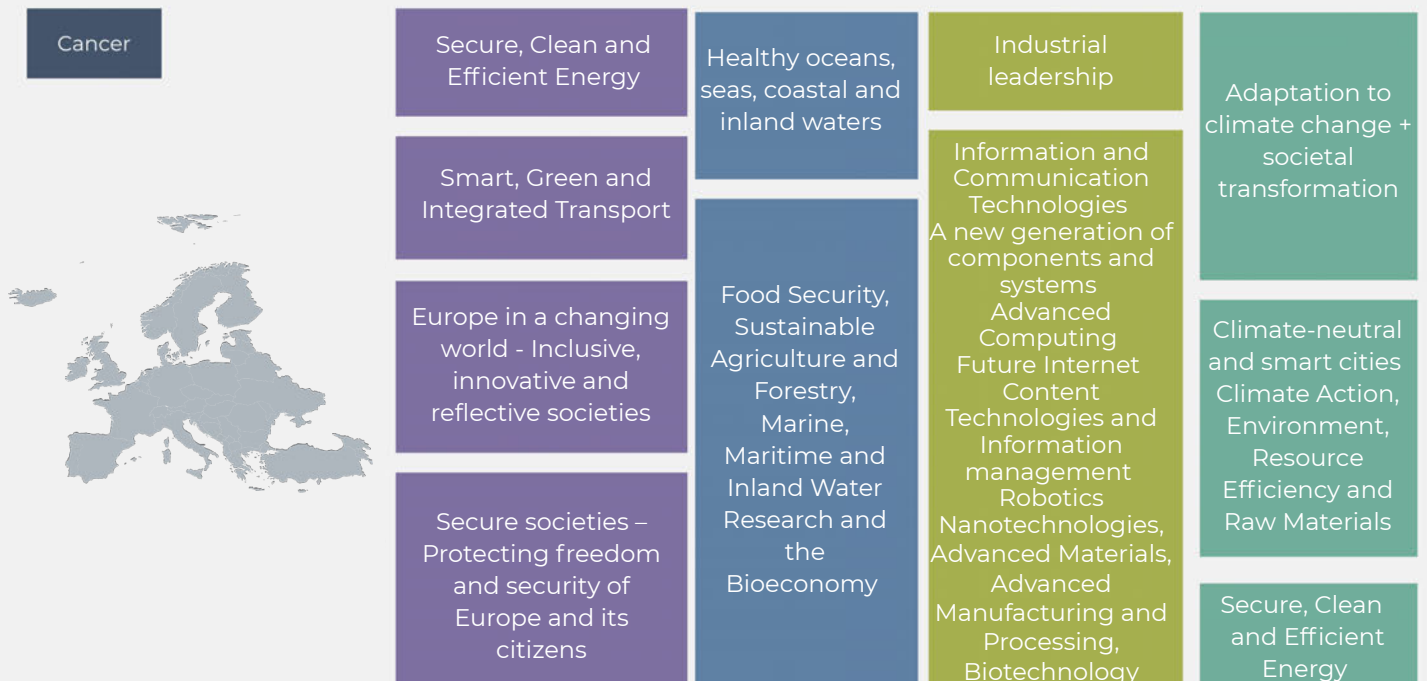 Cancer
Secure, Clean and
Efficient Energy
Smart, Green and
Integrated Transport
Europe in a changing
world - Inclusive,
innovative and
reflective societies
Secure societies –
Protecting freedom
and security of
Europe and its
citizens
Healthy oceans,
seas, coastal and
inland waters
Food Security,
Sustainable
Agriculture and
Forestry,
Marine,
Maritime and
Inland Water
Research and
the
Bioeconomy
Industrial
leadership
Information and
Communication
Technologies
A new generation of
components and
systems
Advanced
Computing
Future Internet
Content
Technologies and
Information
management
Robotics
Nanotechnologies,
Advanced Materials,
Advanced
Manufacturing and
Processing,
Biotechnology
Adaptation to
climate change +
societal
transformation
Climate-neutral
and smart cities
Climate Action,
Environment,
Resource
Efficiency and
Raw Materials
Secure, Clean
and Efficient
Energy